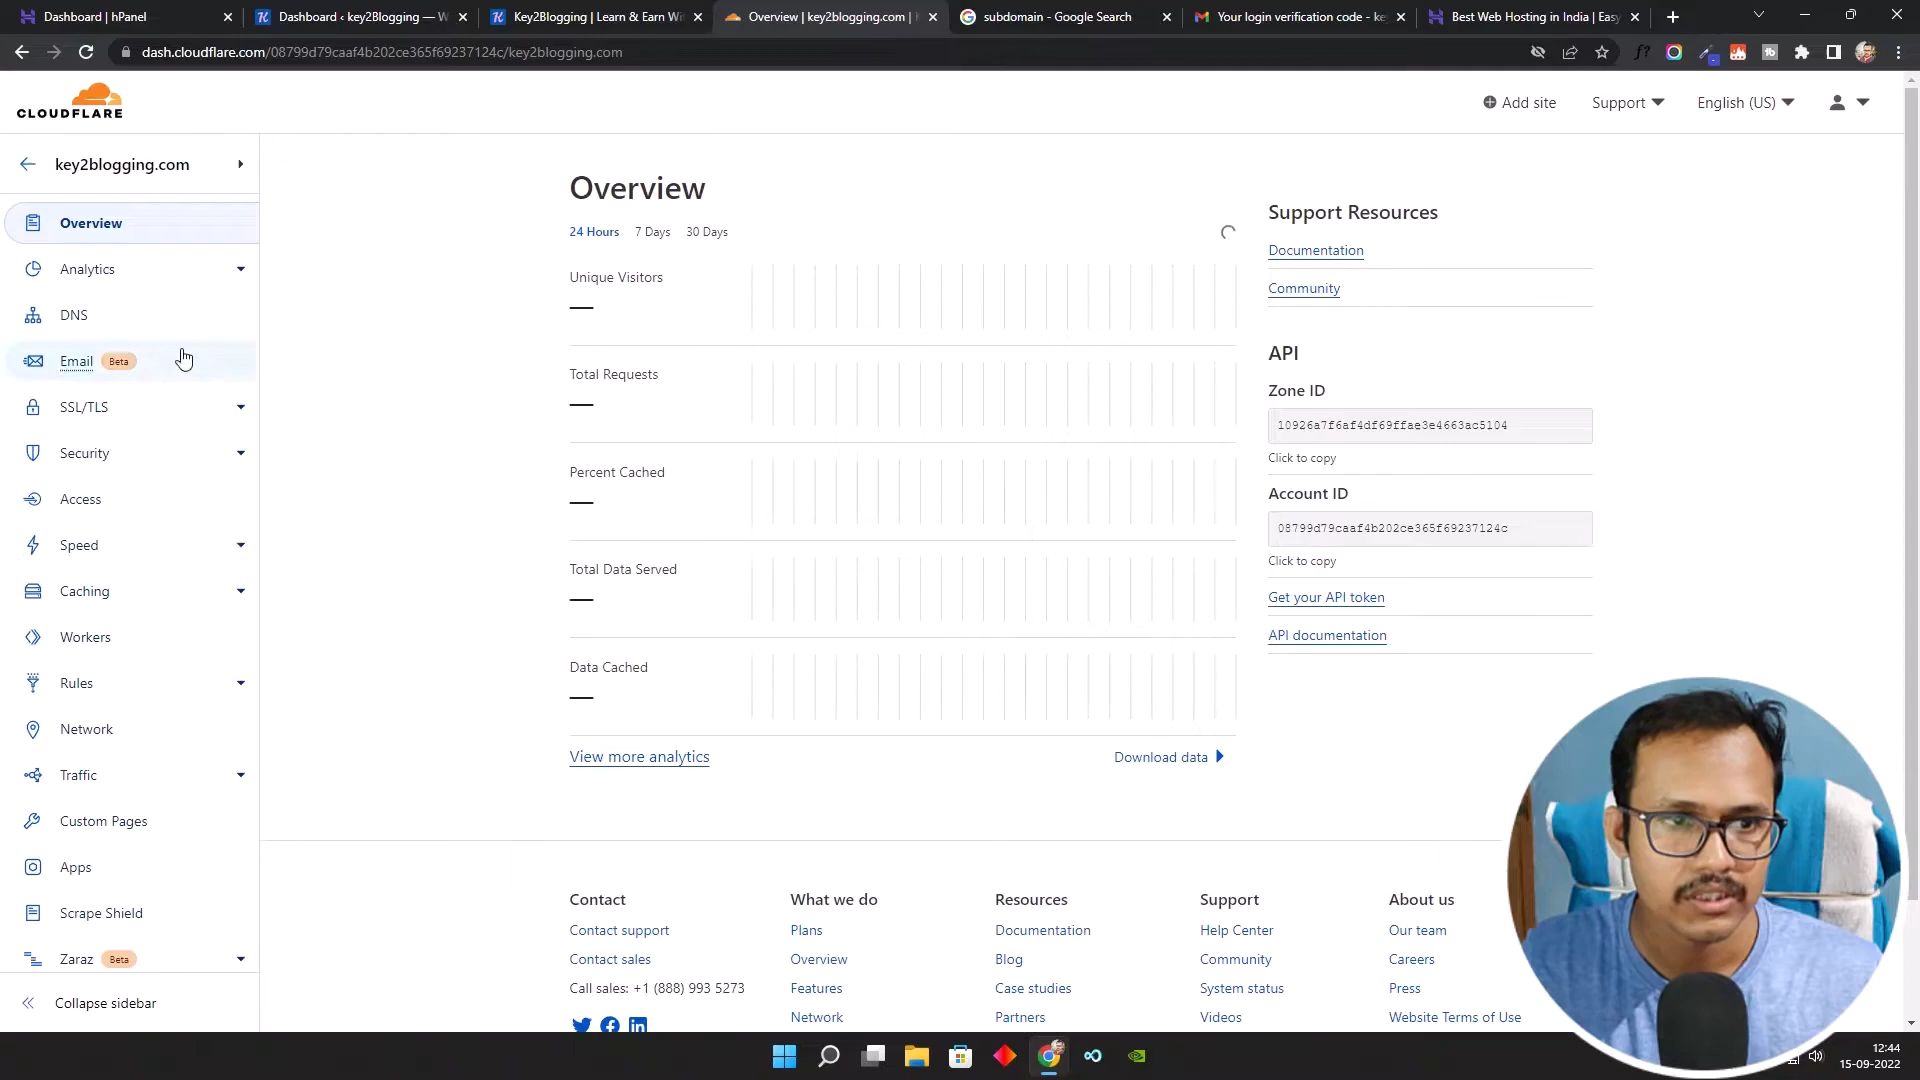 Dashboard | hPanel
Dashboard ‹ key2Blogging — W
Key2Blogging | Learn & Earn Wi
Overview | key2blogging.com |
subdomain - Google Search
Your login verification code - ke
Best Web Hosting in India | Easy
dash.cloudflare.com/08799d79caaf4b202ce365f69237124c/key2blogging.com
f?
CLOUDFLARE
Add site
Support
English (US)
key2blogging.com
Overview
Analytics
DNS
Email Beta
SSL/TLS
Security
Access
Speed
Caching
Workers
Rules
Network
Traffic
Custom Pages
Apps
Scrape Shield
Zaraz Beta
Collapse sidebar
Overview
24 Hours 7 Days 30 Days
Unique Visitors
—
Total Requests
—
Percent Cached
—
Total Data Served
—
Data Cached
—
View more analytics
Download data
Support Resources
Documentation
Community
API
Zone ID
10926a7f6af4df69ffae3e4663ac5104
Click to copy
Account ID
08799d79caaf4b202ce365f69237124c
Click to copy
Get your API token
API documentation
Contact
Contact support
Contact sales
Call sales: +1 (888) 993 5273
What we do
Plans
Overview
Features
Network
Resources
Documentation
Blog
Case studies
Partners
Support
Help Center
Community
System status
Videos
About us
Our team
Careers
Press
Website Terms of Use
12:44
15-09-2022